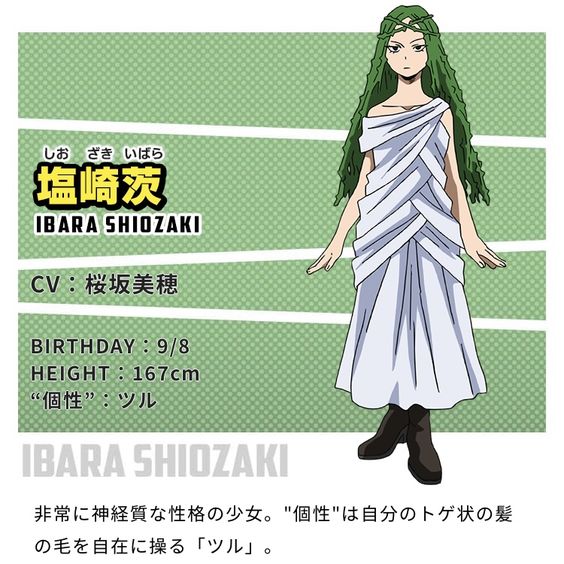 しお ざき いばら
塩崎茨
IBARA SHIOZAKI
CV：桜坂美穂
BIRTHDAY：9/8
HEIGHT：167cm
“個性”：ツル
IBARA SHIOZAKI
非常に神経質な性格の少女。"個性"は自分のトゲ状の髪
の毛を自在に操る「ツル」。